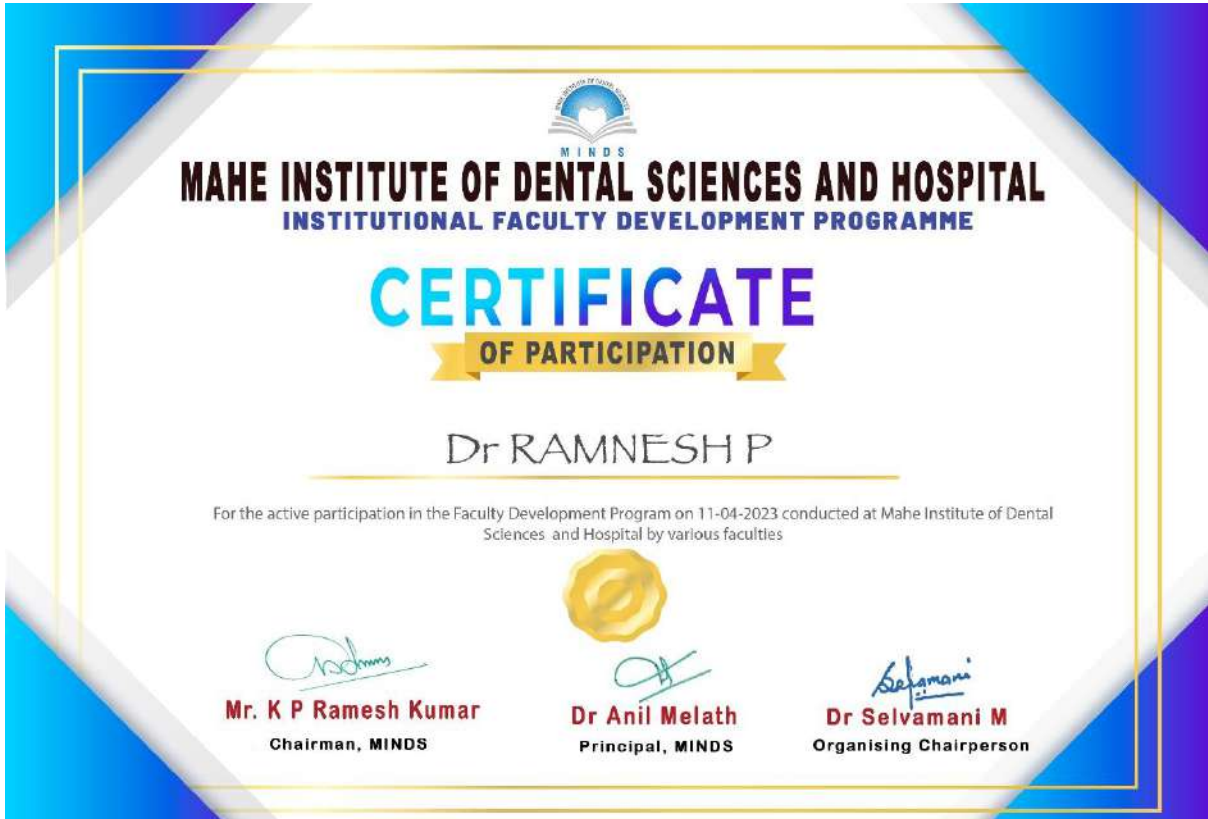 MINDS
MAHE INSTITUTE OF DENTAL SCIENCES AND HOSPITAL
INSTITUTIONAL FACULTY DEVELOPMENT PROGRAMME
CERTIFICATE
OF PARTICIPATION
Dr RAMNESH P
For the active participation in the Faculty Development Program on 11-04-2023 conducted at Mahe Institute of Dental
Sciences and Hospital by various faculties
Mr. K P Ramesh Kumar
Chairman, MINDS
Dr Anil Melath
Principal, MINDS
Selvamani
Dr Selvamani M
Organising Chairperson